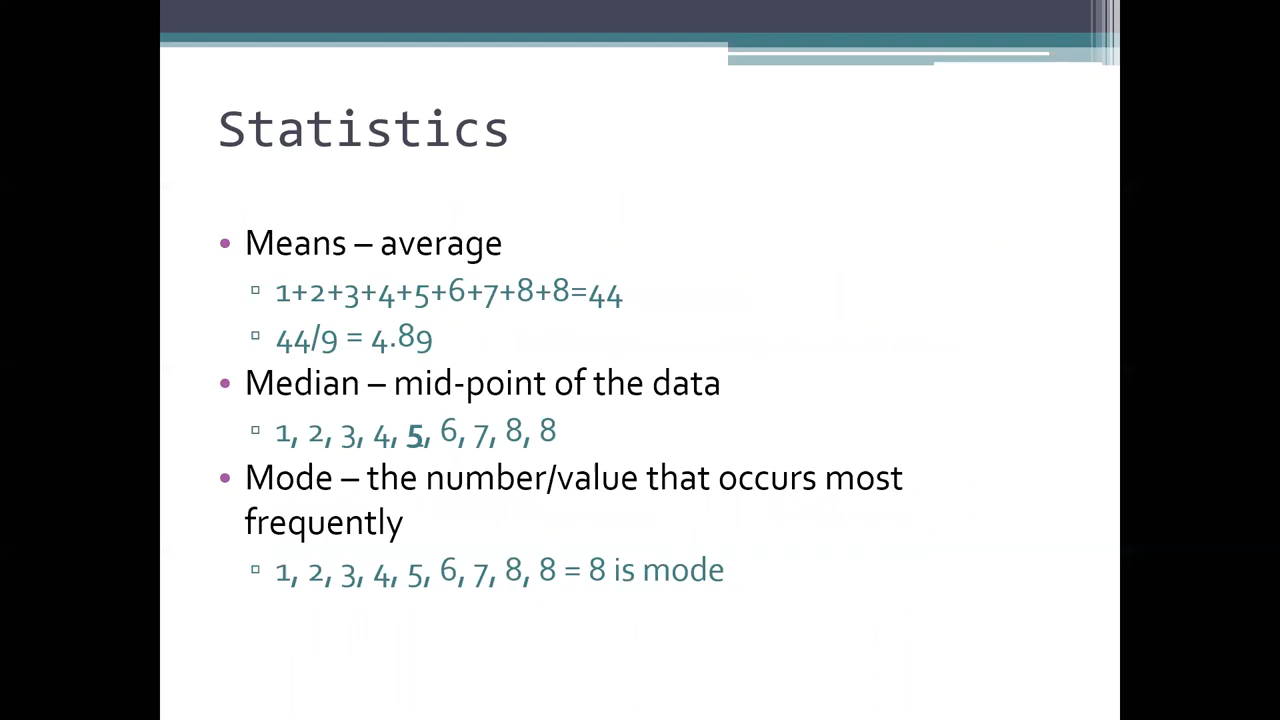 Statistics
• Means – average
▫ 1+2+3+4+5+6+7+8+8=44
▫ 44/9 = 4.89
• Median – mid-point of the data
▫ 1, 2, 3, 4, 5, 6, 7, 8, 8
• Mode – the number/value that occurs most
frequently
▫ 1, 2, 3, 4, 5, 6, 7, 8, 8 = 8 is mode